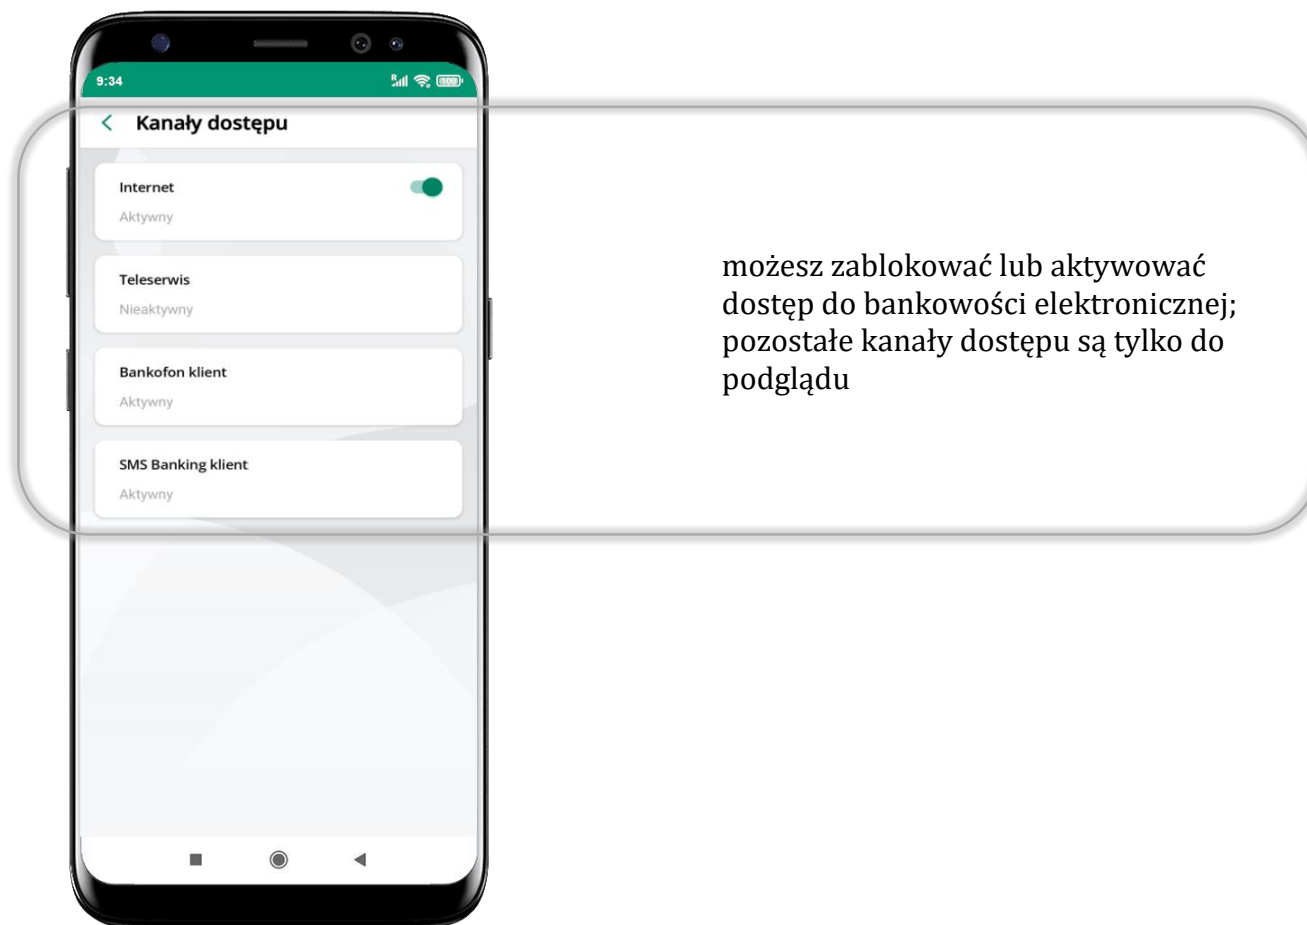 9:34
Kanały dostępu
Internet
Aktywny
Teleserwis
Nieaktywny
Bankofon klient
Aktywny
SMS Banking klient
Aktywny
możesz zablokować lub aktywować
dostęp do bankowości elektronicznej;
pozostałe kanały dostępu są tylko do
podglądu